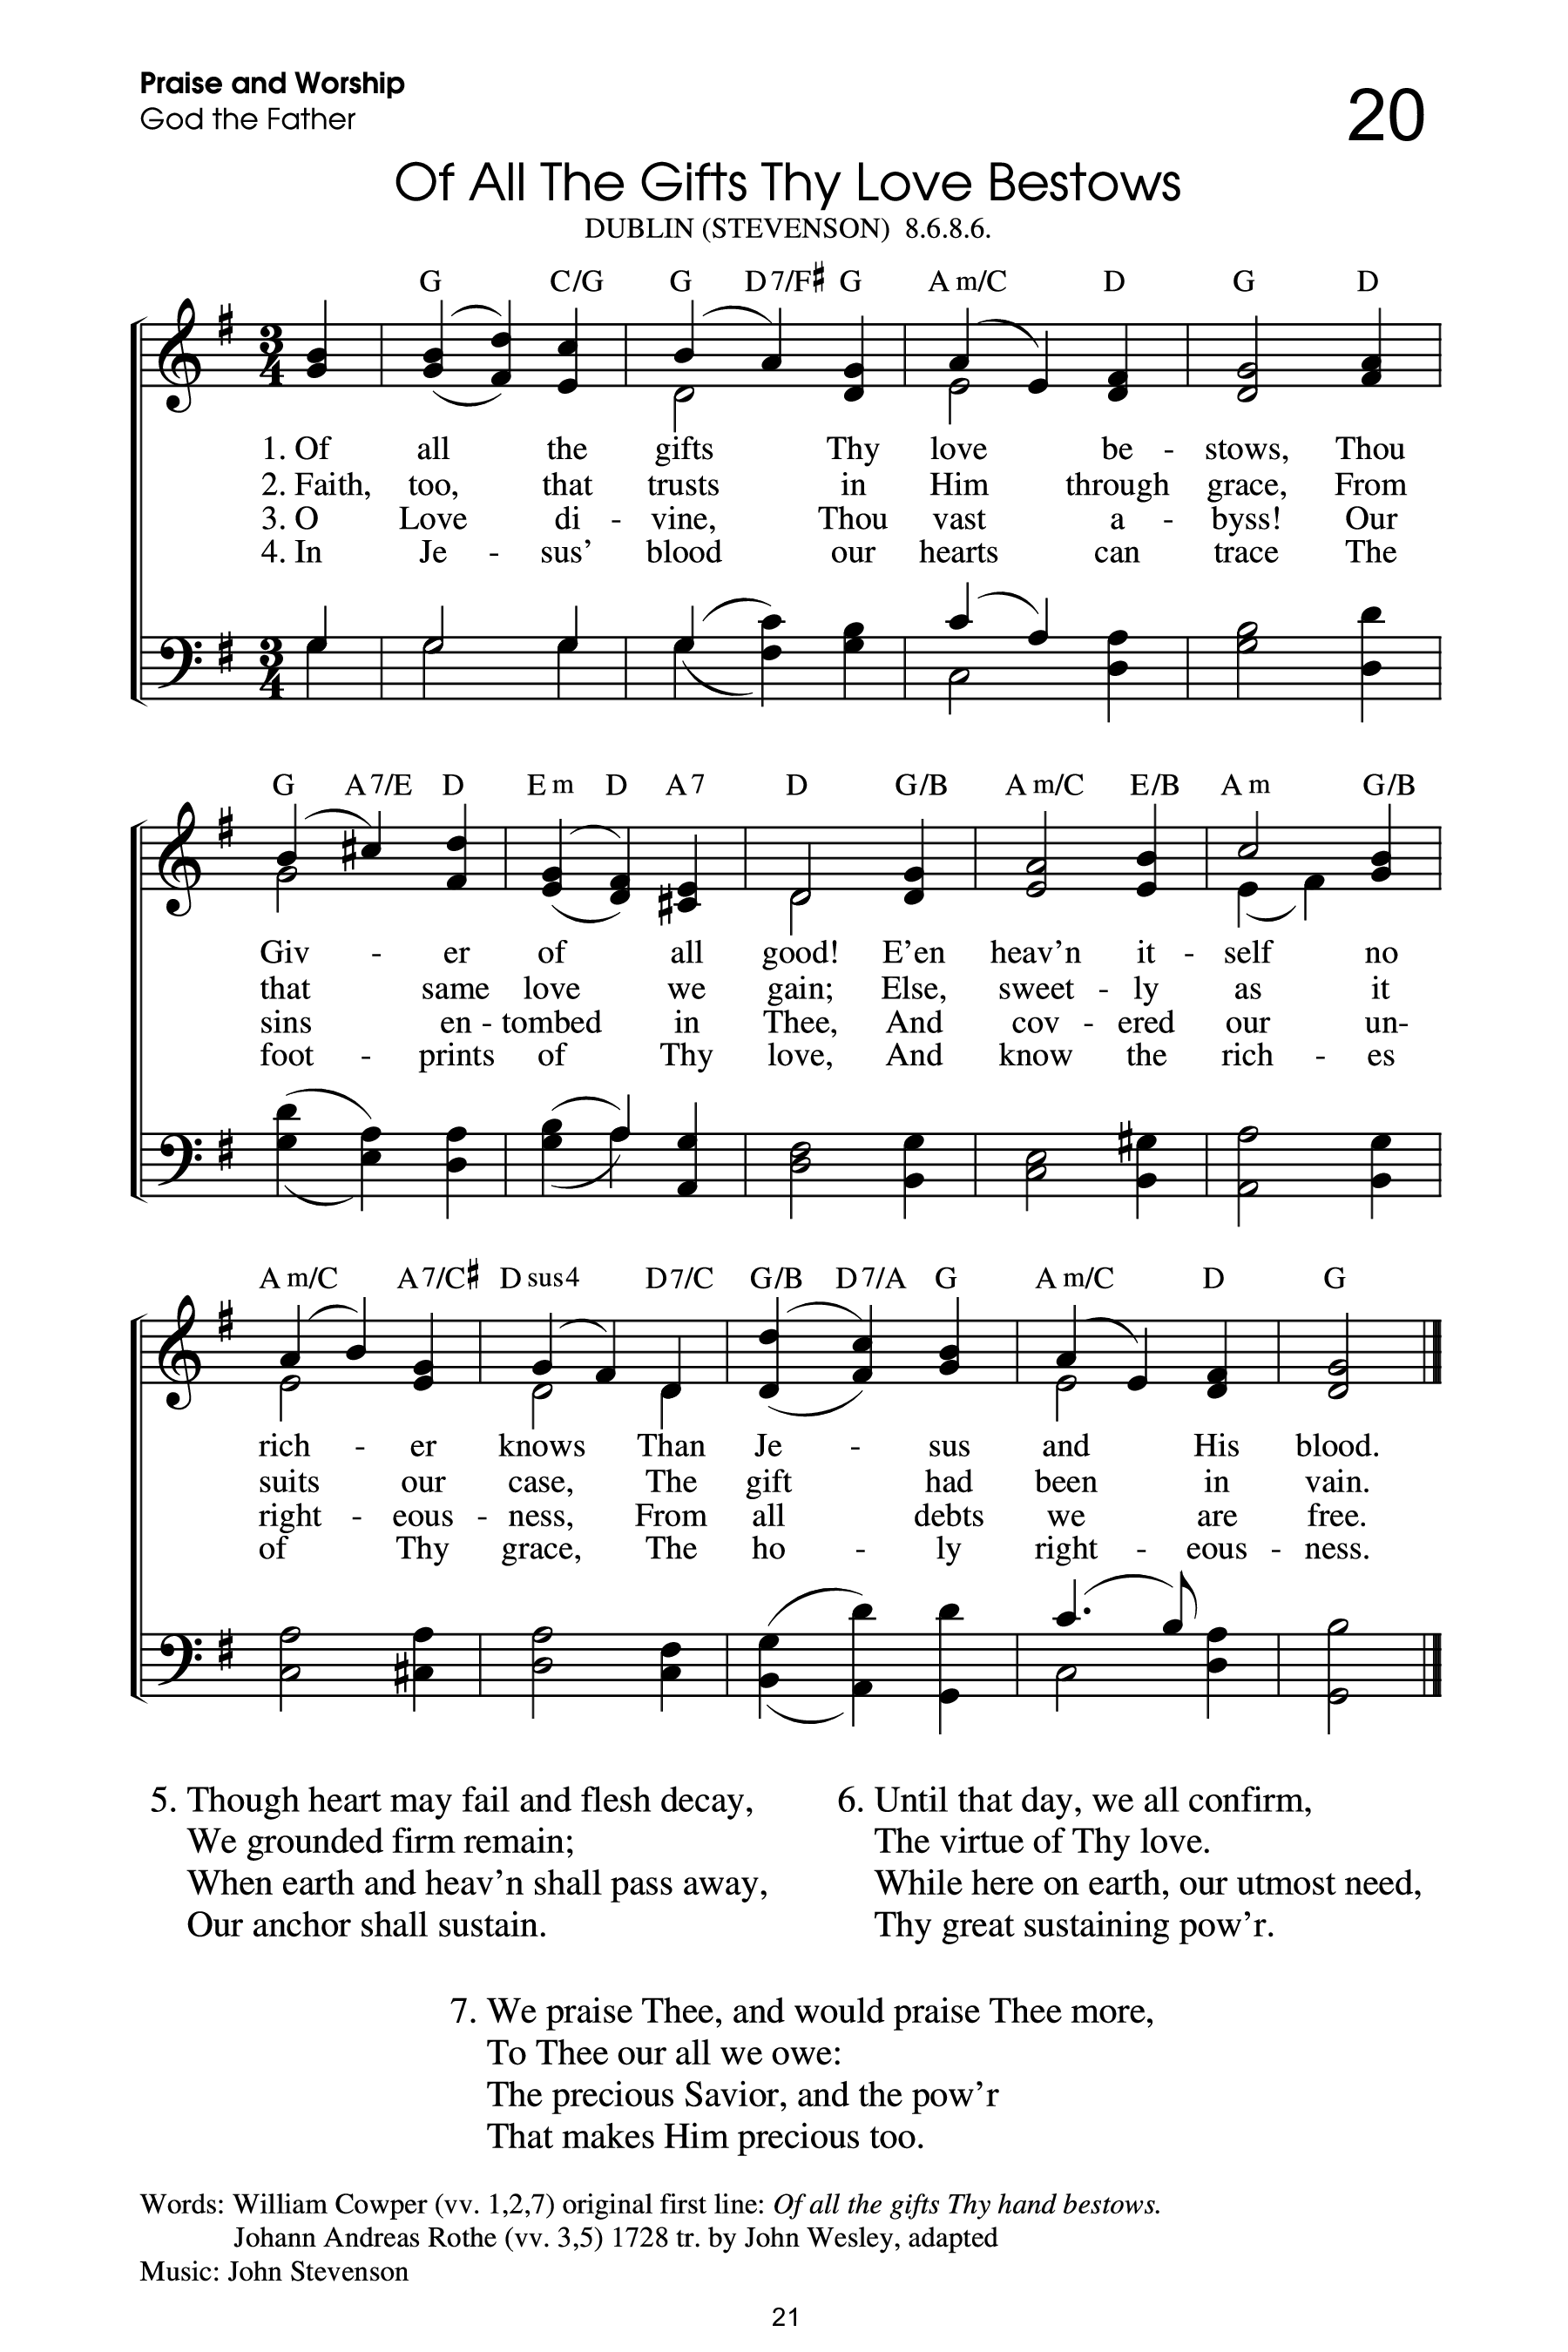 Praise and Worship
God the Father
20
Of All The Gifts Thy Love Bestows
DUBLIN (STEVENSON) 8.6.8.6.
G C/G G D7/F♯ G Am/C D G D
3/4
1. Of all the gifts Thy love be - stows, Thou
2. Faith, too, that trusts in Him through grace, From
3. O Love di - vine, Thou vast a - byss! Our
4. In Je - sus’ blood our hearts can trace The
3/4
G A7/E D Em D A7 D G/B Am/C E/B Am G/B
Giv - er of all good! E’en heav’n it - self no
that same love we gain; Else, sweet - ly as it
sins en - tombed in Thee, And cov - ered our un-
foot - prints of Thy love, And know the rich - es
Am/C A7/C♯ Dsus4 D7/C G/B D7/A G Am/C D G
rich - er knows Than Je - sus and His blood.
suits our case, The gift had been in vain.
right - eous - ness, From all debts we are free.
of Thy grace, The ho - ly right - eous - ness.
5. Though heart may fail and flesh decay,
We grounded firm remain;
When earth and heav’n shall pass away,
Our anchor shall sustain.
6. Until that day, we all confirm,
The virtue of Thy love.
While here on earth, our utmost need,
Thy great sustaining pow’r.
7. We praise Thee, and would praise Thee more,
To Thee our all we owe:
The precious Savior, and the pow’r
That makes Him precious too.
Words: William Cowper (vv. 1,2,7) original first line: Of all the gifts Thy hand bestows.
Johann Andreas Rothe (vv. 3,5) 1728 tr. by John Wesley, adapted
Music: John Stevenson
21